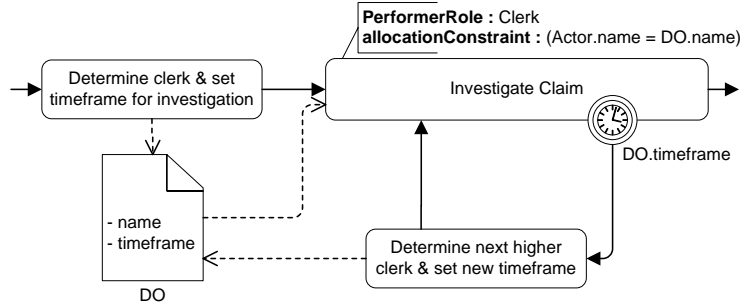 PerformerRole : Clerk
allocationConstraint : (Actor.name = DO.name)
Determine clerk & set
timeframe for investigation
Investigate Claim
DO.timeframe
- name
- timeframe
DO
Determine next higher
clerk & set new timeframe